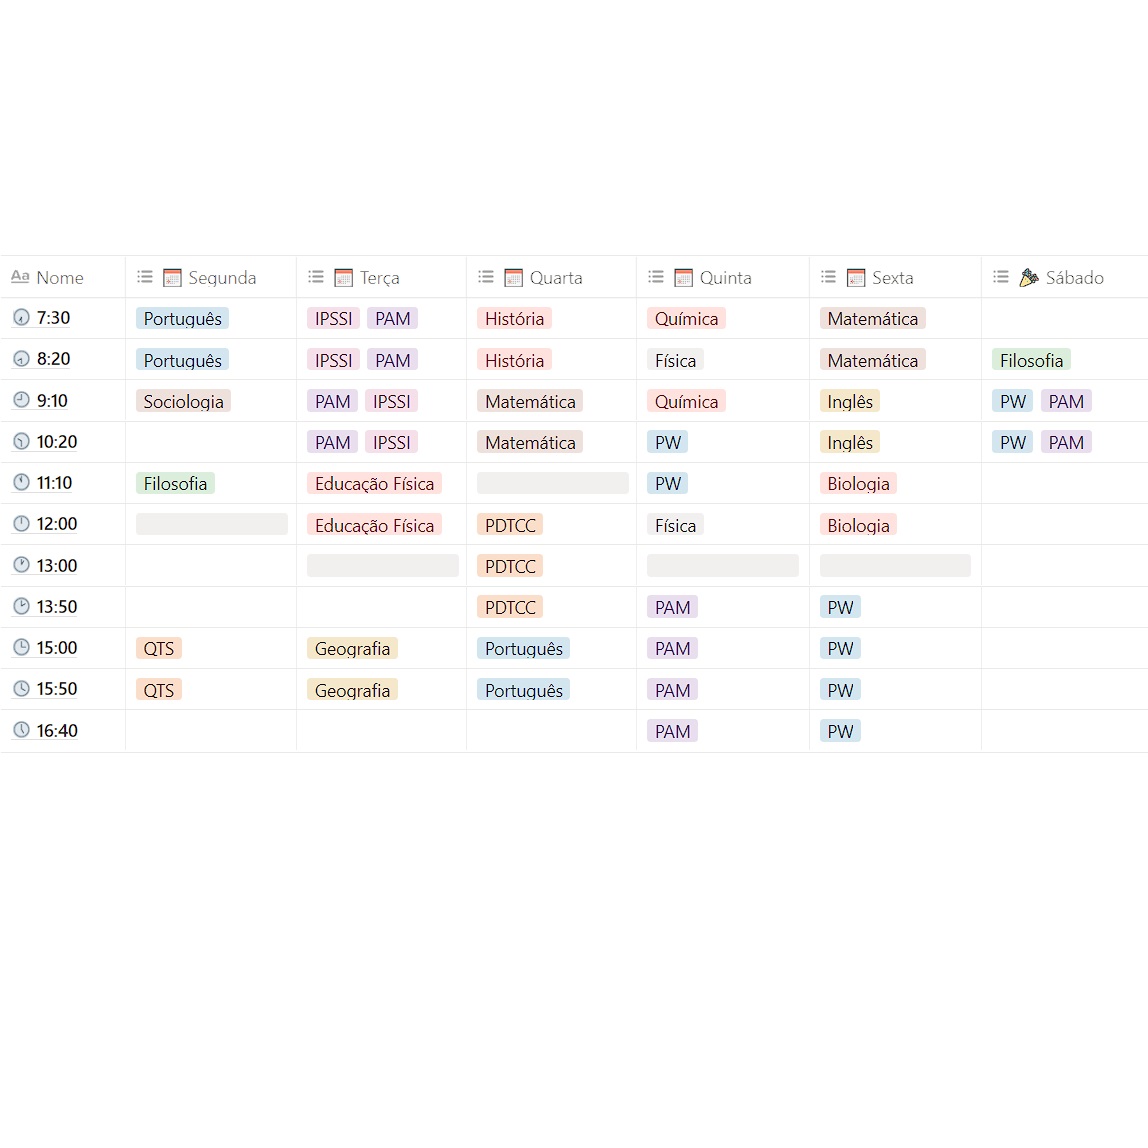 Aa Nome Segunda Terça Quarta Quinta Sexta Sábado
7:30 Português IPSSI PAM História Química Matemática
8:20 Português IPSSI PAM História Física Matemática Filosofia
9:10 Sociologia PAM IPSSI Matemática Química Inglês PW PAM
10:20 PAM IPSSI Matemática PW Inglês PW PAM
11:10 Filosofia Educação Física PW Biologia
12:00 Educação Física PDTCC Física Biologia
13:00 PDTCC
13:50 PDTCC PAM PW
15:00 QTS Geografia Português PAM PW
15:50 QTS Geografia Português PAM PW
16:40 PAM PW